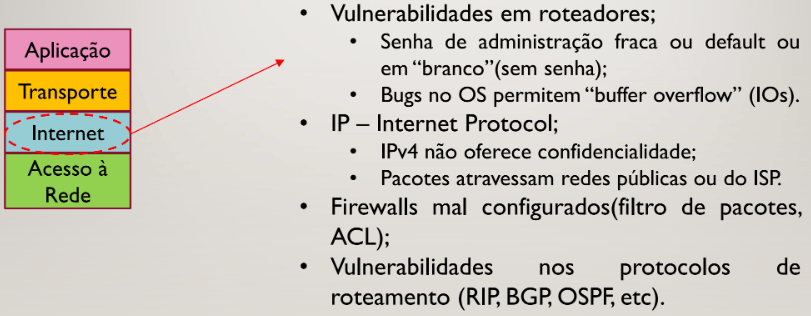 Aplicação
Transporte
Internet
Acesso à
Rede
• Vulnerabilidades em roteadores;
• Senha de administração fraca ou default ou
em “branco”(sem senha);
• Bugs no OS permitem “buffer overflow” (IOs).
• IP – Internet Protocol;
• IPv4 não oferece confidencialidade;
• Pacotes atravessam redes públicas ou do ISP.
• Firewalls mal configurados(filtro de pacotes,
ACL);
• Vulnerabilidades nos protocolos de
roteamento (RIP, BGP, OSPF, etc).